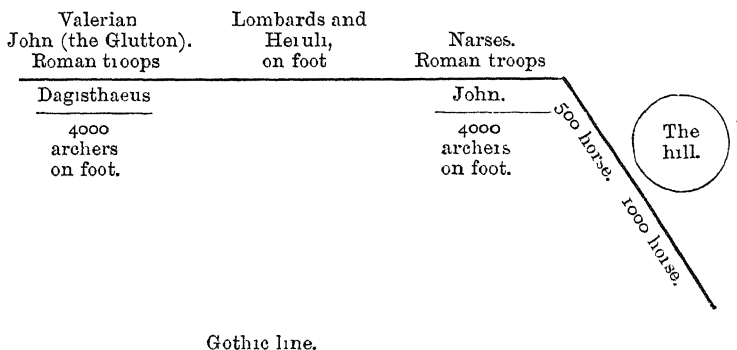 Valerian
John (the Glutton).
Roman troops
Lombards and
Heruli,
on foot
Narses.
Roman troops
Dagisthaeus
4000
archers
on foot.
John.
4000
archers
on foot.
500 horse. 1000 horse.
The
hill.
Gothic line.